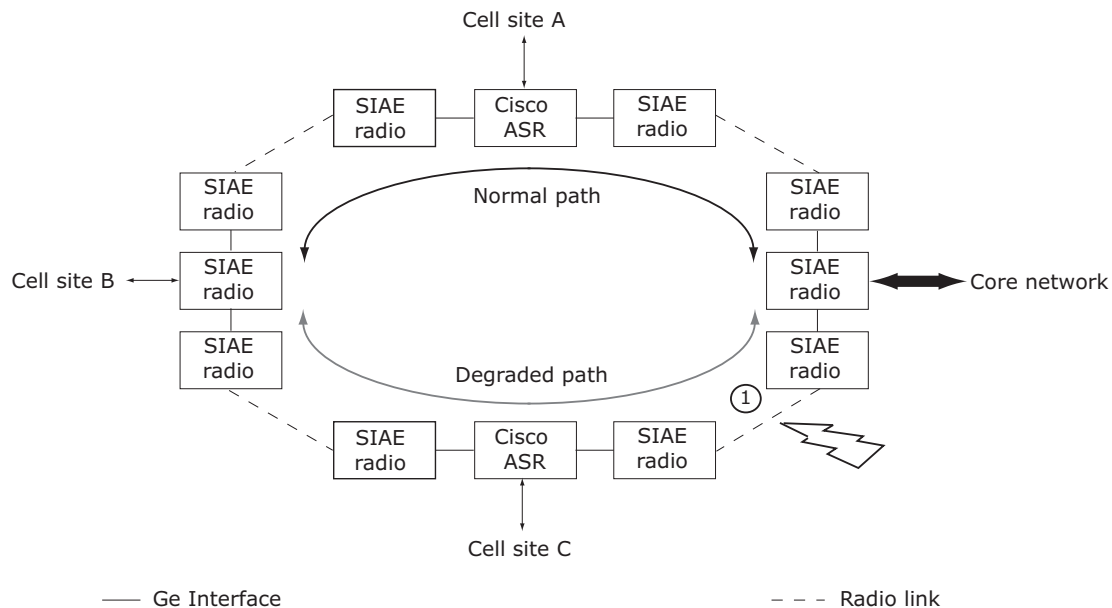 Cell site A
SIAE
radio
Cisco
ASR
SIAE
radio
SIAE
radio
Normal path
SIAE
radio
Cell site B
SIAE
radio
SIAE
radio
Core network
SIAE
radio
Degraded path
SIAE
radio
1
SIAE
radio
Cisco
ASR
SIAE
radio
Cell site C
Ge Interface
Radio link